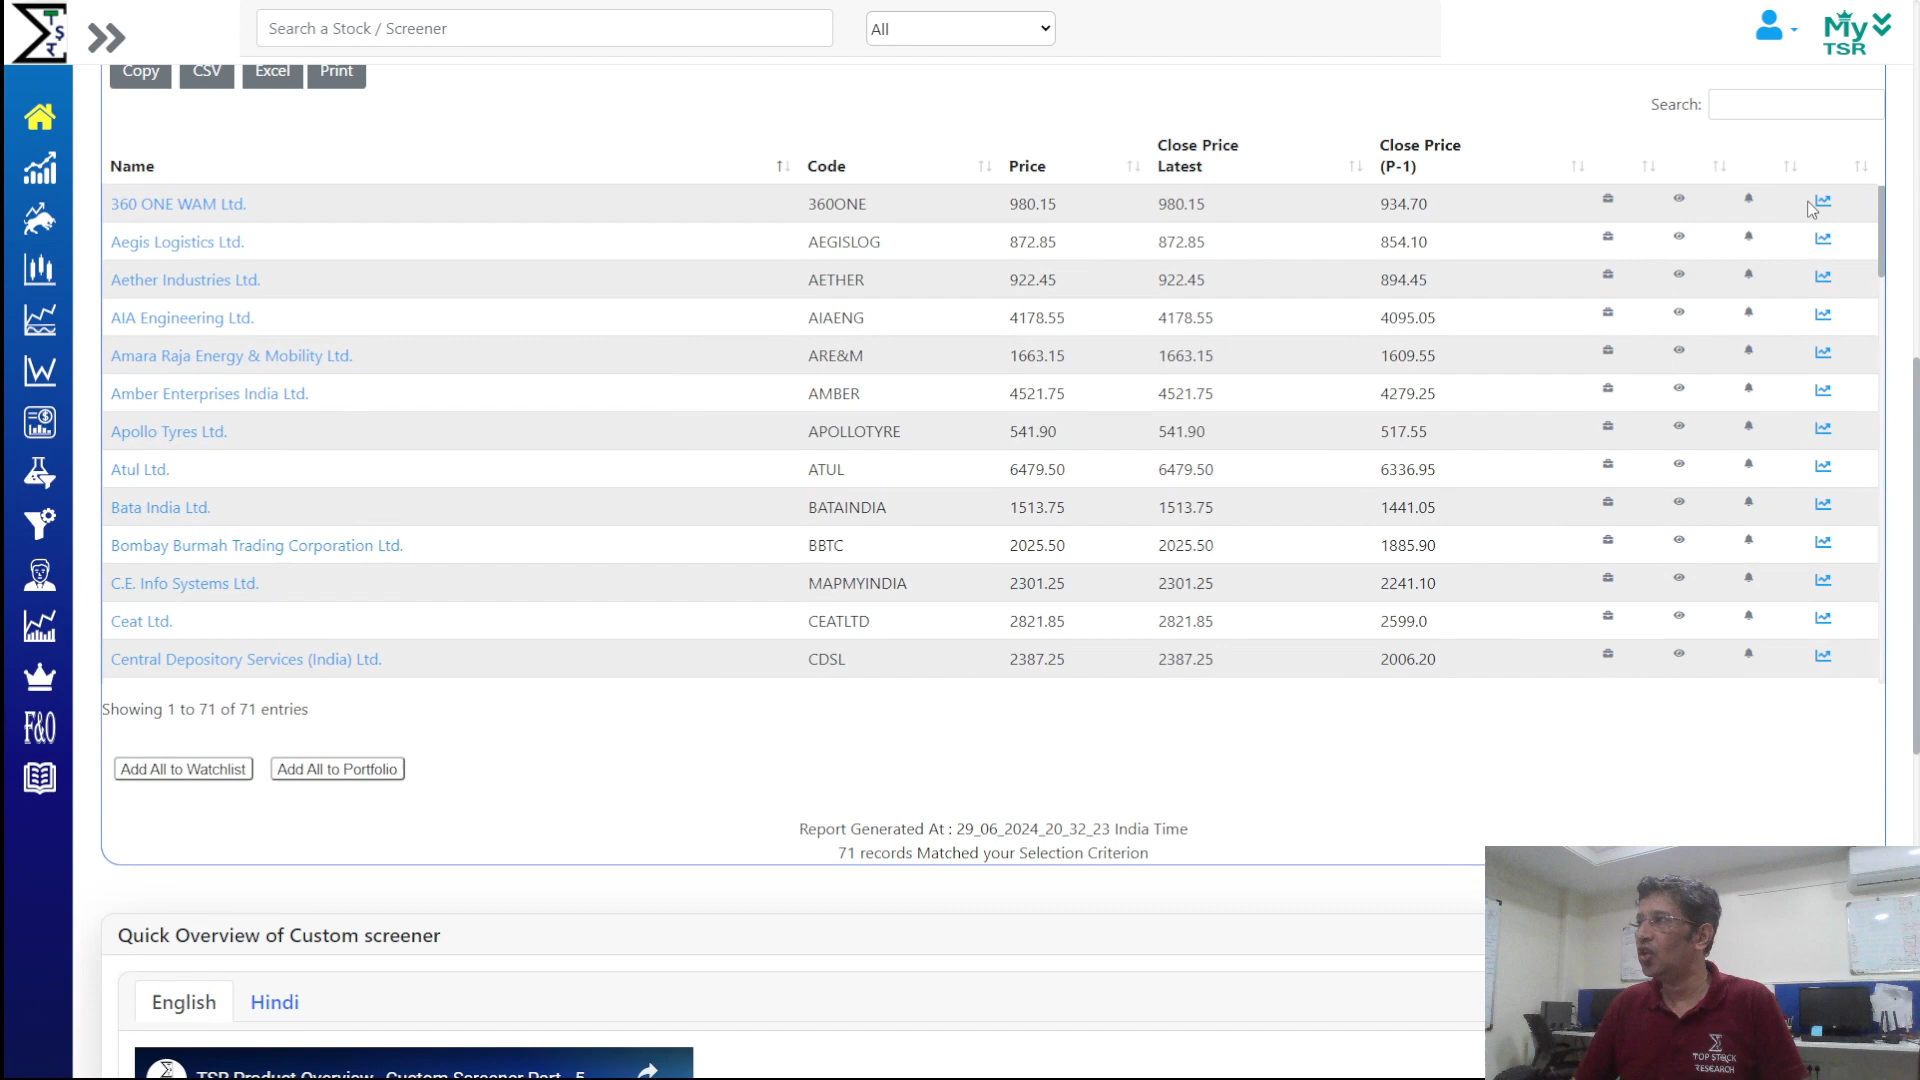 Search a Stock / Screener
All
My
TSR
Copy CSV Excel Print
Search:
Name Code Price Close Price Latest Close Price (P-1)
360 ONE WAM Ltd. 360ONE 980.15 980.15 934.70
Aegis Logistics Ltd. AEGISLOG 872.85 872.85 854.10
Aether Industries Ltd. AETHER 922.45 922.45 894.45
AIA Engineering Ltd. AIAENG 4178.55 4178.55 4095.05
Amara Raja Energy & Mobility Ltd. ARE&M 1663.15 1663.15 1609.55
Amber Enterprises India Ltd. AMBER 4521.75 4521.75 4279.25
Apollo Tyres Ltd. APOLLOTYRE 541.90 541.90 517.55
Atul Ltd. ATUL 6479.50 6479.50 6336.95
Bata India Ltd. BATAINDIA 1513.75 1513.75 1441.05
Bombay Burmah Trading Corporation Ltd. BBTC 2025.50 2025.50 1885.90
C.E. Info Systems Ltd. MAPMYINDIA 2301.25 2301.25 2241.10
Ceat Ltd. CEATLTD 2821.85 2821.85 2599.0
Central Depository Services (India) Ltd. CDSL 2387.25 2387.25 2006.20
Showing 1 to 71 of 71 entries
Add All to Watchlist Add All to Portfolio
Report Generated At : 29_06_2024_20_32_23 India Time
71 records Matched your Selection Criterion
Quick Overview of Custom screener
English Hindi
TSR Product Overview - Custom Screener Part - 5
F&O
TOP STOCK
RESEARCH